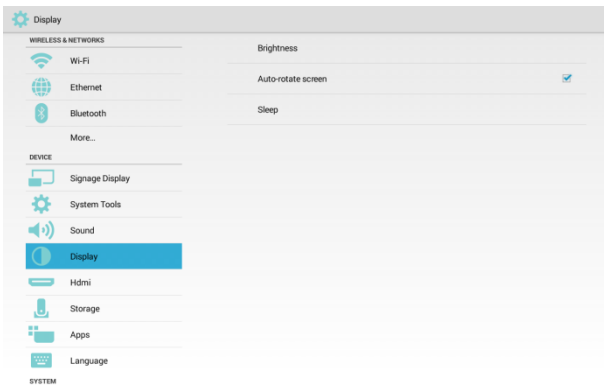 Display
WIRELESS & NETWORKS
Wi-Fi
Ethernet
Bluetooth
More...
DEVICE
Signage Display
System Tools
Sound
Display
Hdmi
Storage
Apps
Language
SYSTEM
Brightness
Auto-rotate screen
Sleep